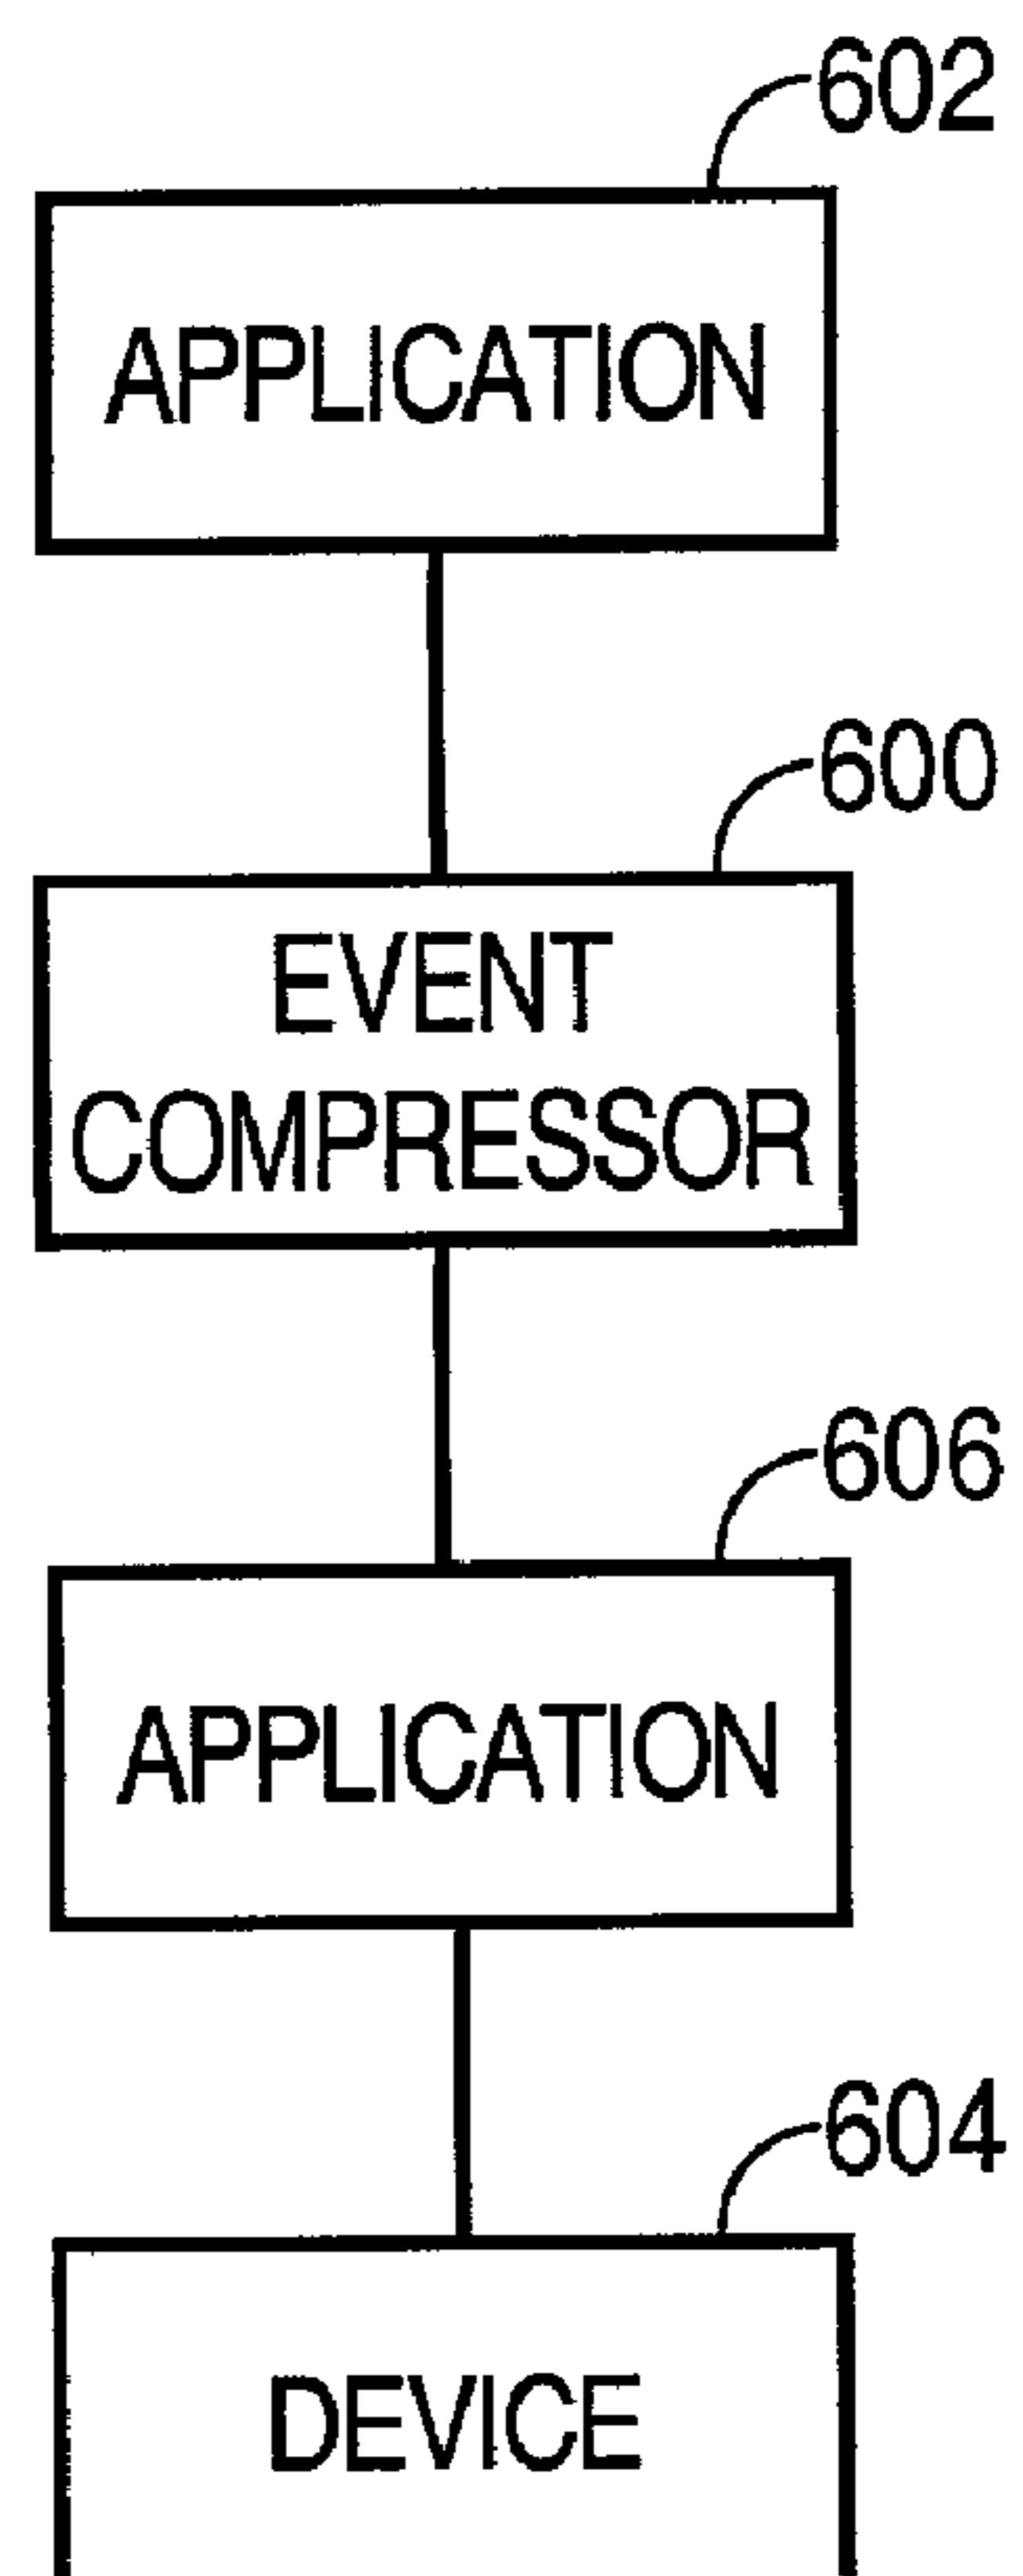 602
APPLICATION
600
EVENT
COMPRESSOR
606
APPLICATION
604
DEVICE